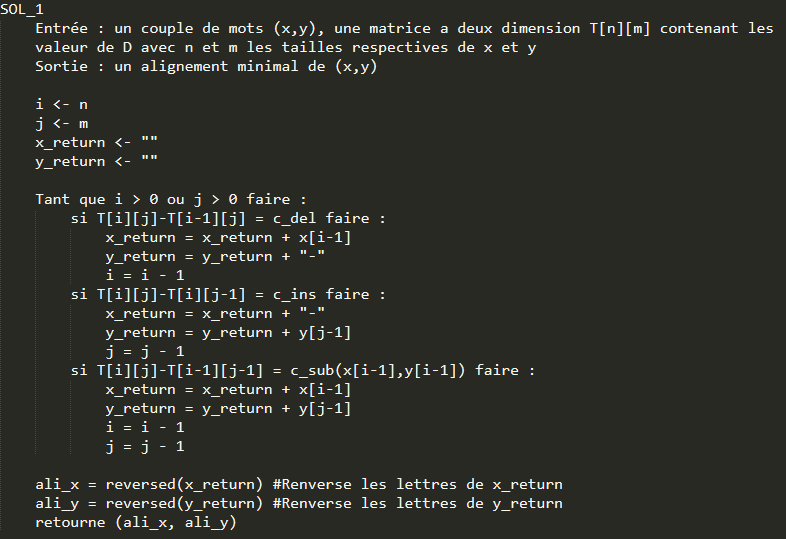 SOL_1
Entrée : un couple de mots (x,y), une matrice a deux dimension T[n][m] contenant les
valeur de D avec n et m les tailles respectives de x et y
Sortie : un alignement minimal de (x,y)
i <- n
j <- m
x_return <- ""
y_return <- ""
Tant que i > 0 ou j > 0 faire :
si T[i][j]-T[i-1][j] = c_del faire :
x_return = x_return + x[i-1]
y_return = y_return + "-"
i = i - 1
si T[i][j]-T[i][j-1] = c_ins faire :
x_return = x_return + "-"
y_return = y_return + y[j-1]
j = j - 1
si T[i][j]-T[i-1][j-1] = c_sub(x[i-1],y[i-1]) faire :
x_return = x_return + x[i-1]
y_return = y_return + y[j-1]
i = i - 1
j = j - 1
ali_x = reversed(x_return) #Renverse les lettres de x_return
ali_y = reversed(y_return) #Renverse les lettres de y_return
retourne (ali_x, ali_y)